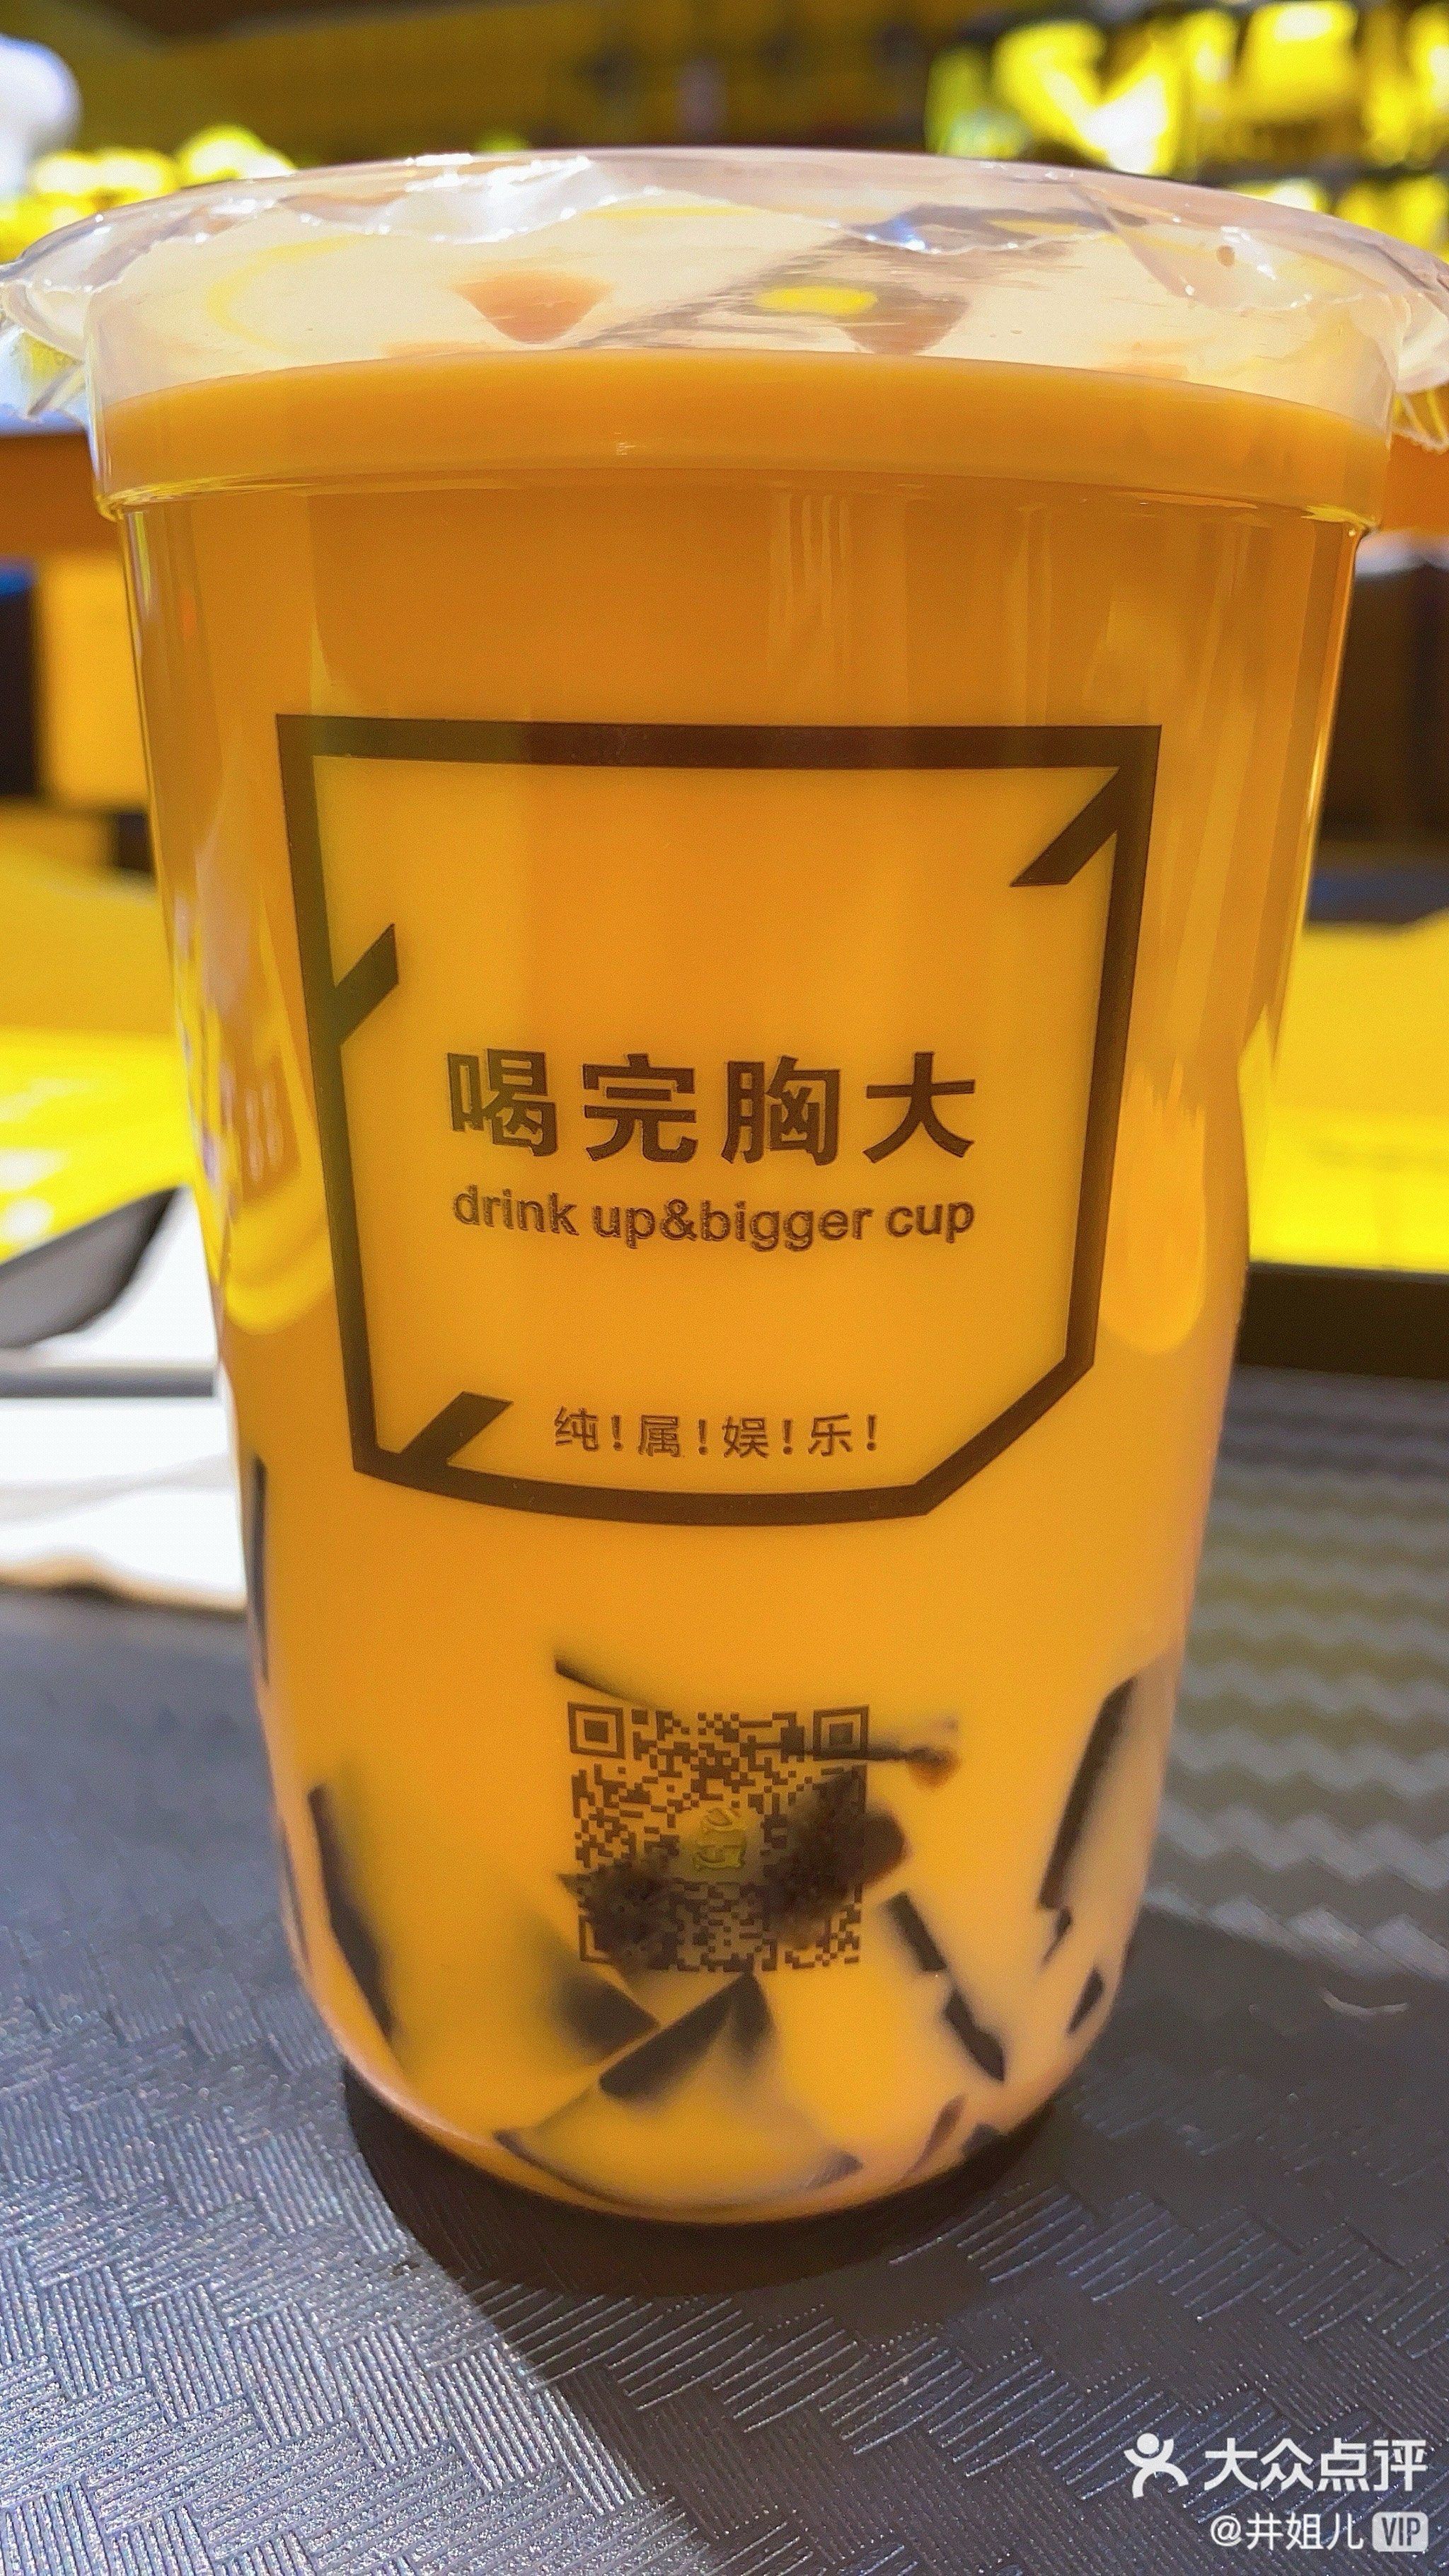 喝完胸大
drink up&bigger cup
纯!属!娱!乐!
大众点评
@井姐儿 VIP